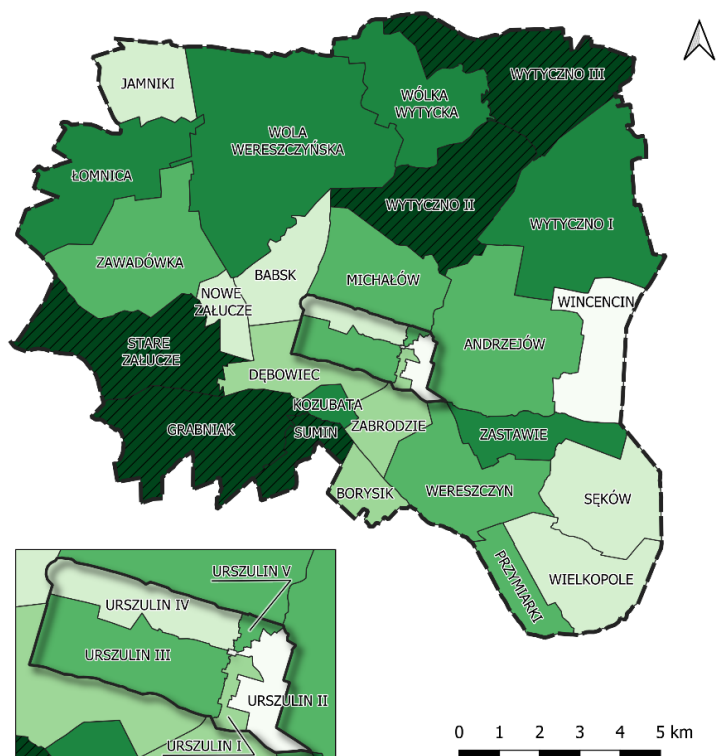 JAMNIKI
WYTYCZNO III
WÓLKA
WYTYCKA
WOLA
WERESZCZYŃSKA
ŁOMNICA
WYTYCZNO II
WYTYCZNO I
ZAWADÓWKA
BABSK
MICHAŁÓW
NOWE
ZAŁUCZE
WINCENCIN
STARE
ZAŁUCZE
ANDRZEJÓW
DĘBOWIEC
KOZUBATA
GRABNIAK
SUMIN
ZABRODZIE
ZASTAWIE
BORYSIK
WERESZCZYN
SĘKÓW
PRZYMIARKI
WIELKOPOLE
URSZULIN V
URSZULIN IV
URSZULIN III
URSZULIN II
URSZULIN I
0 1 2 3 4 5 km